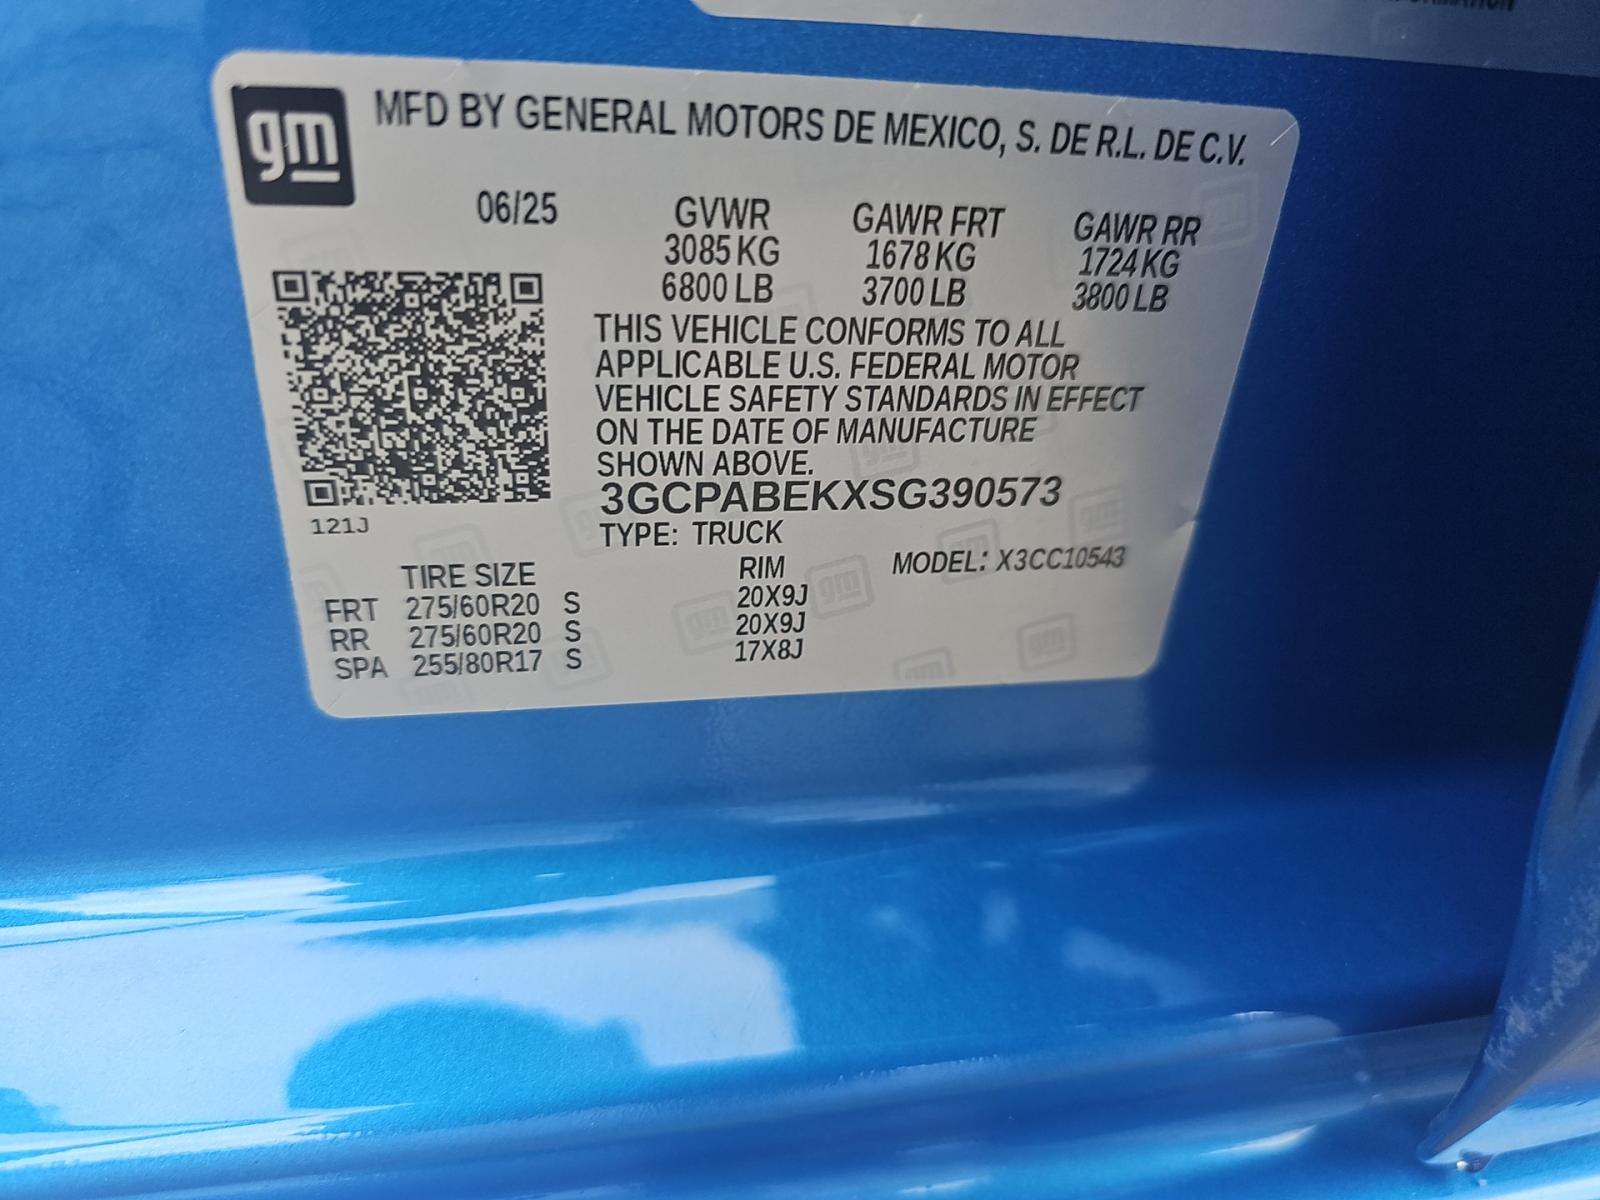 gm
MFD BY GENERAL MOTORS DE MEXICO, S. DE R.L. DE C.V.
06/25 GVWR GAWR FRT GAWR RR
3085 KG 1678 KG 1724 KG
6800 LB 3700 LB 3800 LB
THIS VEHICLE CONFORMS TO ALL
APPLICABLE U.S. FEDERAL MOTOR
VEHICLE SAFETY STANDARDS IN EFFECT
ON THE DATE OF MANUFACTURE
SHOWN ABOVE.
3GCPABEKXSG390573
121J
TYPE: TRUCK
MODEL: X3CC10543
TIRE SIZE RIM
FRT 275/60R20 S 20X9J
RR 275/60R20 S 20X9J
SPA 255/80R17 S 17X8J